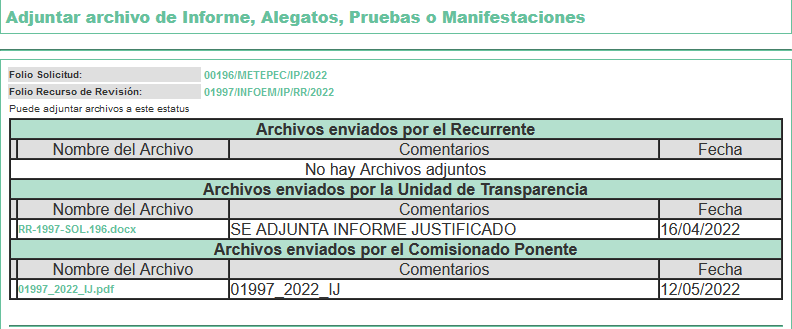 Adjuntar archivo de Informe, Alegatos, Pruebas o Manifestaciones
Folio Solicitud: 00196/METEPEC/IP/2022
Folio Recurso de Revisión: 01997/INFOEM/IP/RR/2022
Puede adjuntar archivos a este estatus
Archivos enviados por el Recurrente
Nombre del Archivo Comentarios Fecha
No hay Archivos adjuntos
Archivos enviados por la Unidad de Transparencia
Nombre del Archivo Comentarios Fecha
RR-1997-SOL.196.docx SE ADJUNTA INFORME JUSTIFICADO 16/04/2022
Archivos enviados por el Comisionado Ponente
Nombre del Archivo Comentarios Fecha
01997_2022_IJ.pdf 01997_2022_IJ 12/05/2022